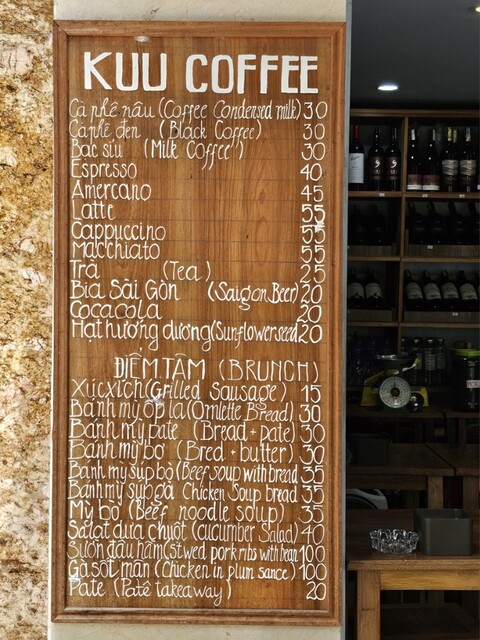 KUU COFFEE
Cà phê nâu (Coffee Condensed milk) 30
Cà phê đen (Black Coffee) 30
Bạc sỉu (Milk Coffee) 30
Espresso 40
Amercano 45
Latte 55
Cappuccino 55
Macchiato 55
Trà (Tea) 25
Bia Sài Gòn (Saigon Beer) 20
Cocacola 20
Hạt hướng dương (Sunflowerseed 20
ĐIỂM TÂM (BRUNCH)
Xúc xích (Grilled Sausage) 15
Bánh mỳ ốp la (Omlette Bread) 30
Bánh mỳ pate (Bread + pate) 30
Bánh mỳ bơ (Bred + butter) 30
Bánh mỳ súp bò (Beef soup with bread 35
Bánh mỳ súp gà Chicken Soup bread 35
Mỳ bò (Beef noodle soup) 35
Salat dưa chuột (cucumber Salad) 40
Sườn đậu hầm (Stwed pork ribs with bean 100
Gà sốt mận (Chicken in plum sance) 100
Pate (Patê takeaway) 20